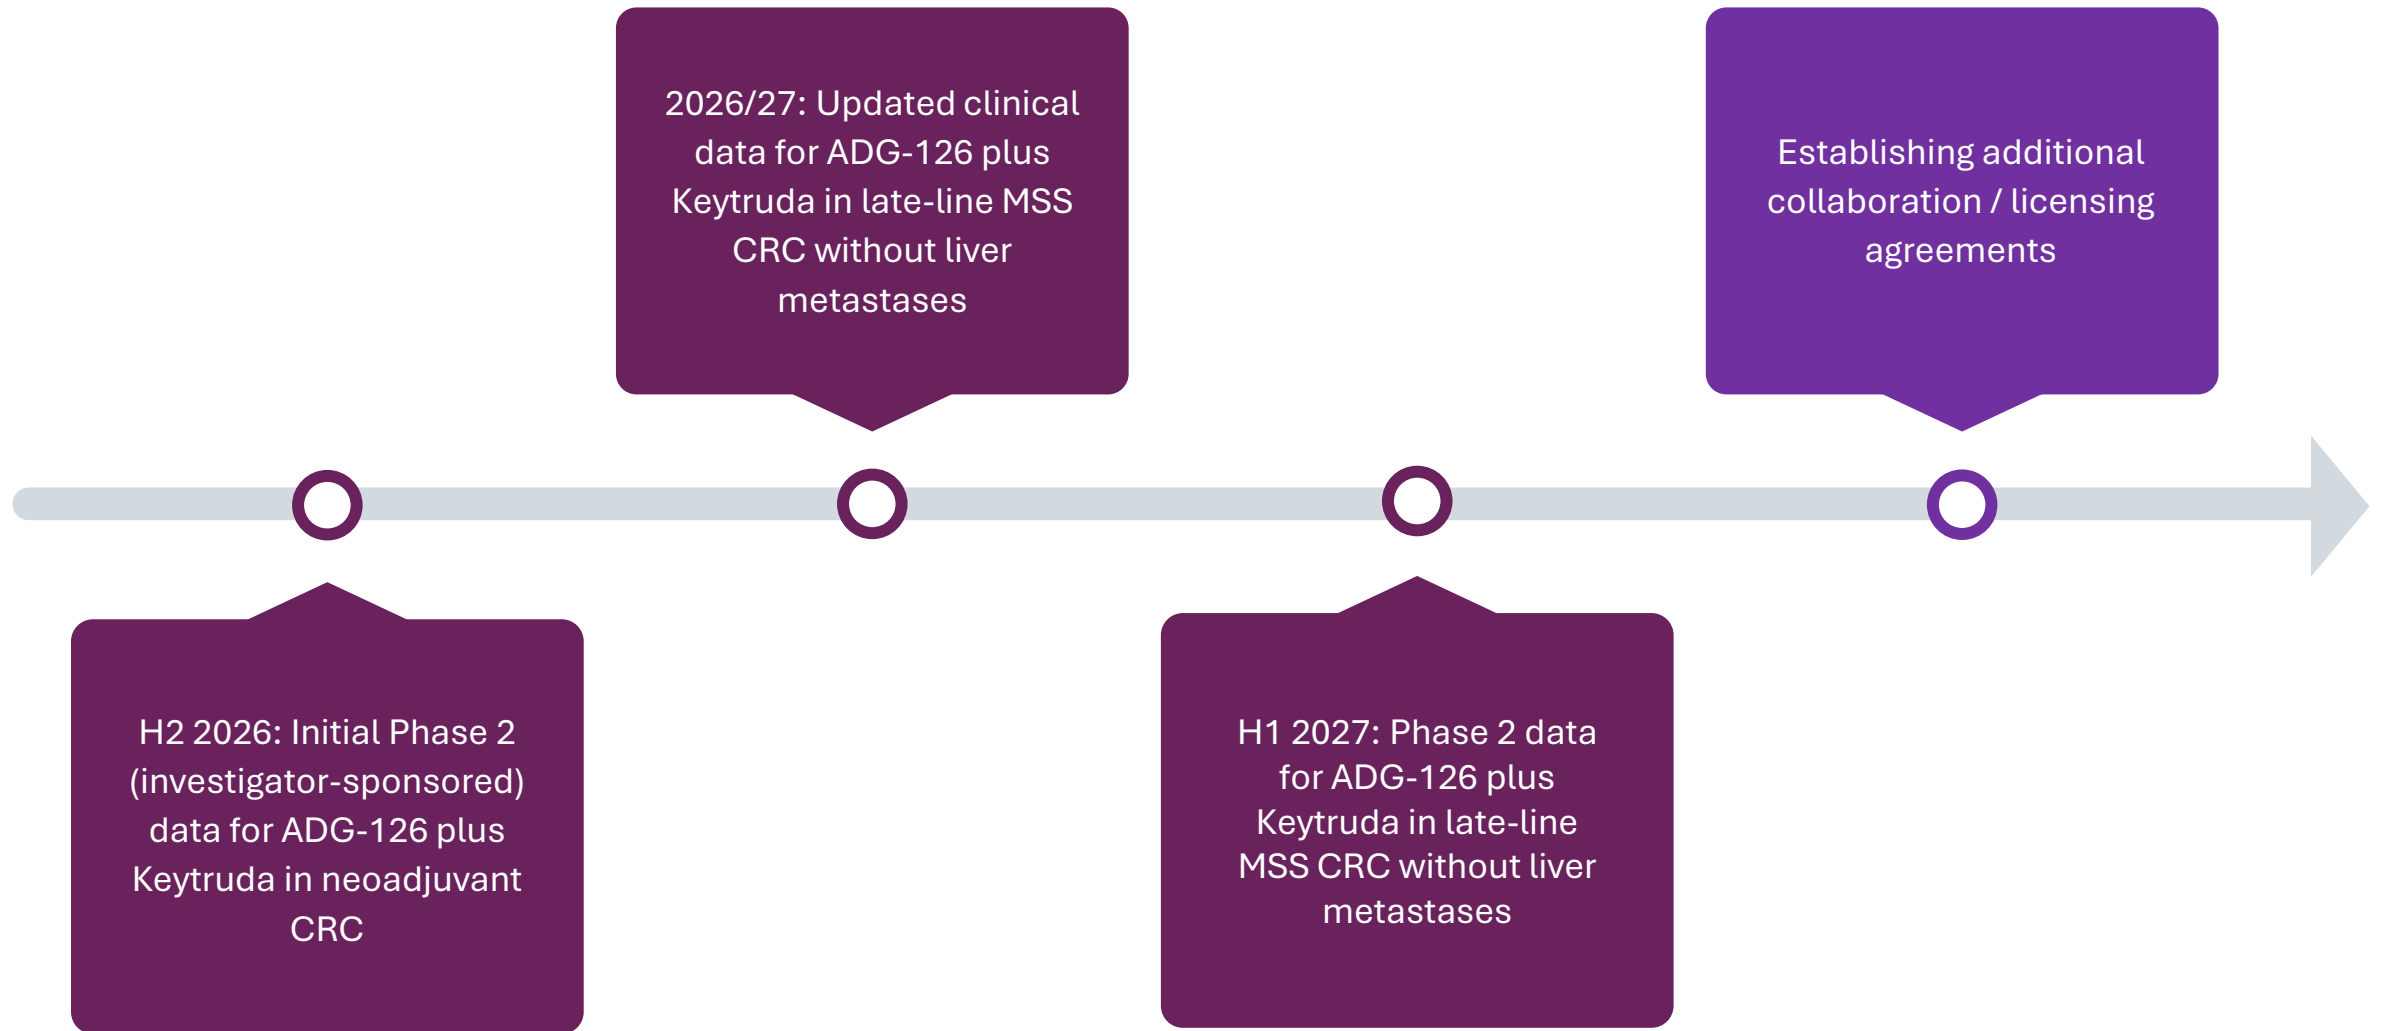 2026/27: Updated clinical
data for ADG-126 plus
Keytruda in late-line MSS
CRC without liver
metastases
Establishing additional
collaboration / licensing
agreements
H2 2026: Initial Phase 2
(investigator-sponsored)
data for ADG-126 plus
Keytruda in neoadjuvant
CRC
H1 2027: Phase 2 data
for ADG-126 plus
Keytruda in late-line
MSS CRC without liver
metastases